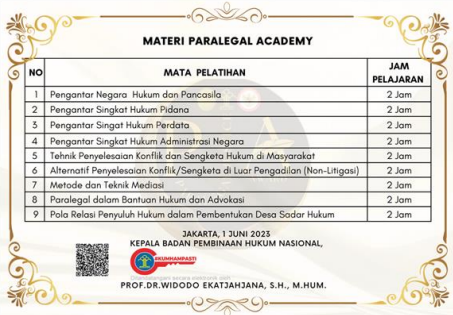 MATERI PARALEGAL ACADEMY
NO MATA PELATIHAN JAM PELAJARAN
1 Pengantar Negara Hukum dan Pancasila 2 Jam
2 Pengantar Singkat Hukum Pidana 2 Jam
3 Pengantar Singat Hukum Perdata 2 Jam
4 Pengantar Singkat Hukum Administrasi Negara 2 Jam
5 Tehnik Penyelesaian Konflik dan Sengketa Hukum di Masyarakat 2 Jam
6 Alternatif Penyelesaian Konflik/Sengketa di Luar Pengadilan (Non-Litigasi) 2 Jam
7 Metode dan Teknik Mediasi 2 Jam
8 Paralegal dalam Bantuan Hukum dan Advokasi 2 Jam
9 Pola Relasi Penyuluh Hukum dalam Pembentukan Desa Sadar Hukum 2 Jam
JAKARTA, 1 JUNI 2023
KEPALA BADAN PEMBINAAN HUKUM NASIONAL,
KUMHAMPASTI
Ditandatangani secara elektronik oleh
PROF.DR.WIDODO EKATJAHJANA, S.H., M.HUM.